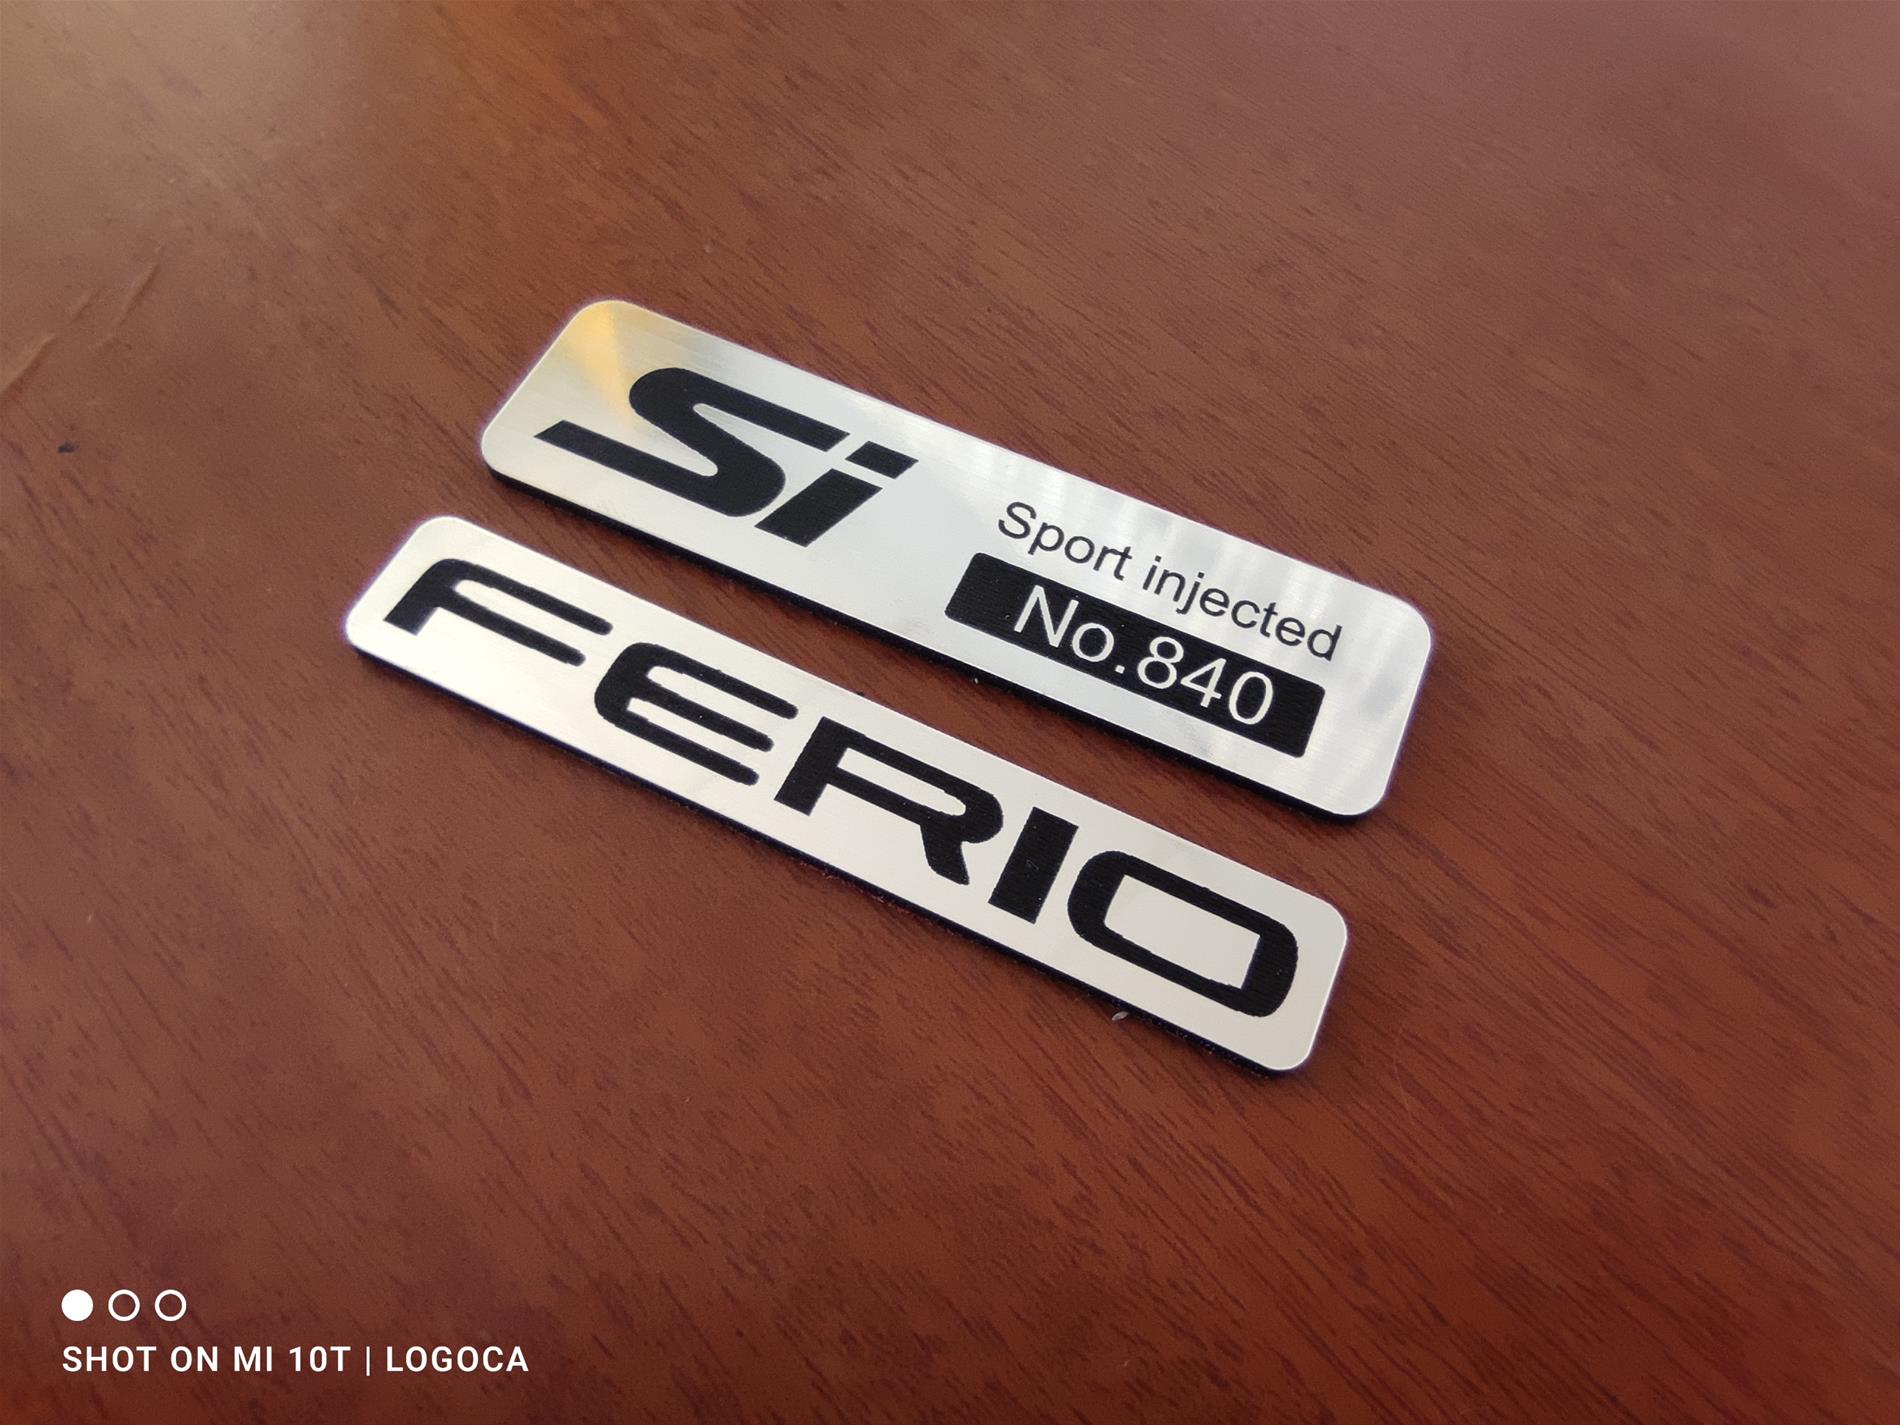 Si
Sport injected
No.840
FERIO
SHOT ON MI 10T | LOGOCA